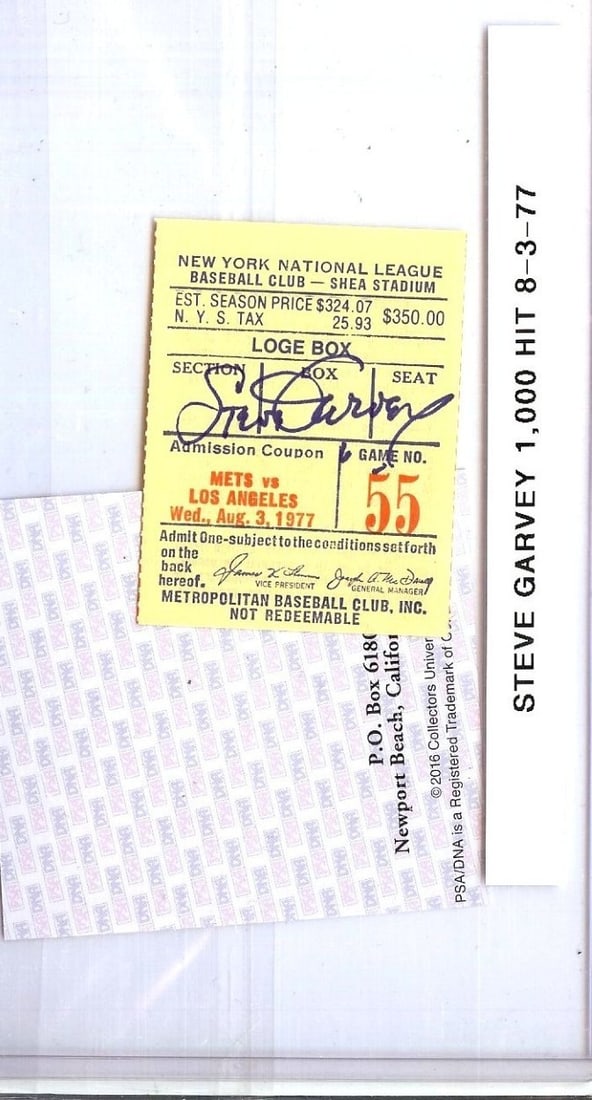 NEW YORK NATIONAL LEAGUE
BASEBALL CLUB — SHEA STADIUM
EST. SEASON PRICE $324.07
N. Y. S. TAX 25.93 $350.00
LOGE BOX
SECTION BOX SEAT
Steve Garvey
Admission Coupon GAME NO.
METS vs
LOS ANGELES
Wed., Aug. 3, 1977
55
Admit One-subject to the conditions set forth
on the
back
hereof.
VICE PRESIDENT GENERAL MANAGER
METROPOLITAN BASEBALL CLUB, INC.
NOT REDEEMABLE
P.O. Box 6180
Newport Beach, Califor
© 2016 Collectors Univer
PSA/DNA is a Registered Trademark of Co
STEVE GARVEY 1,000 HIT 8-3-77